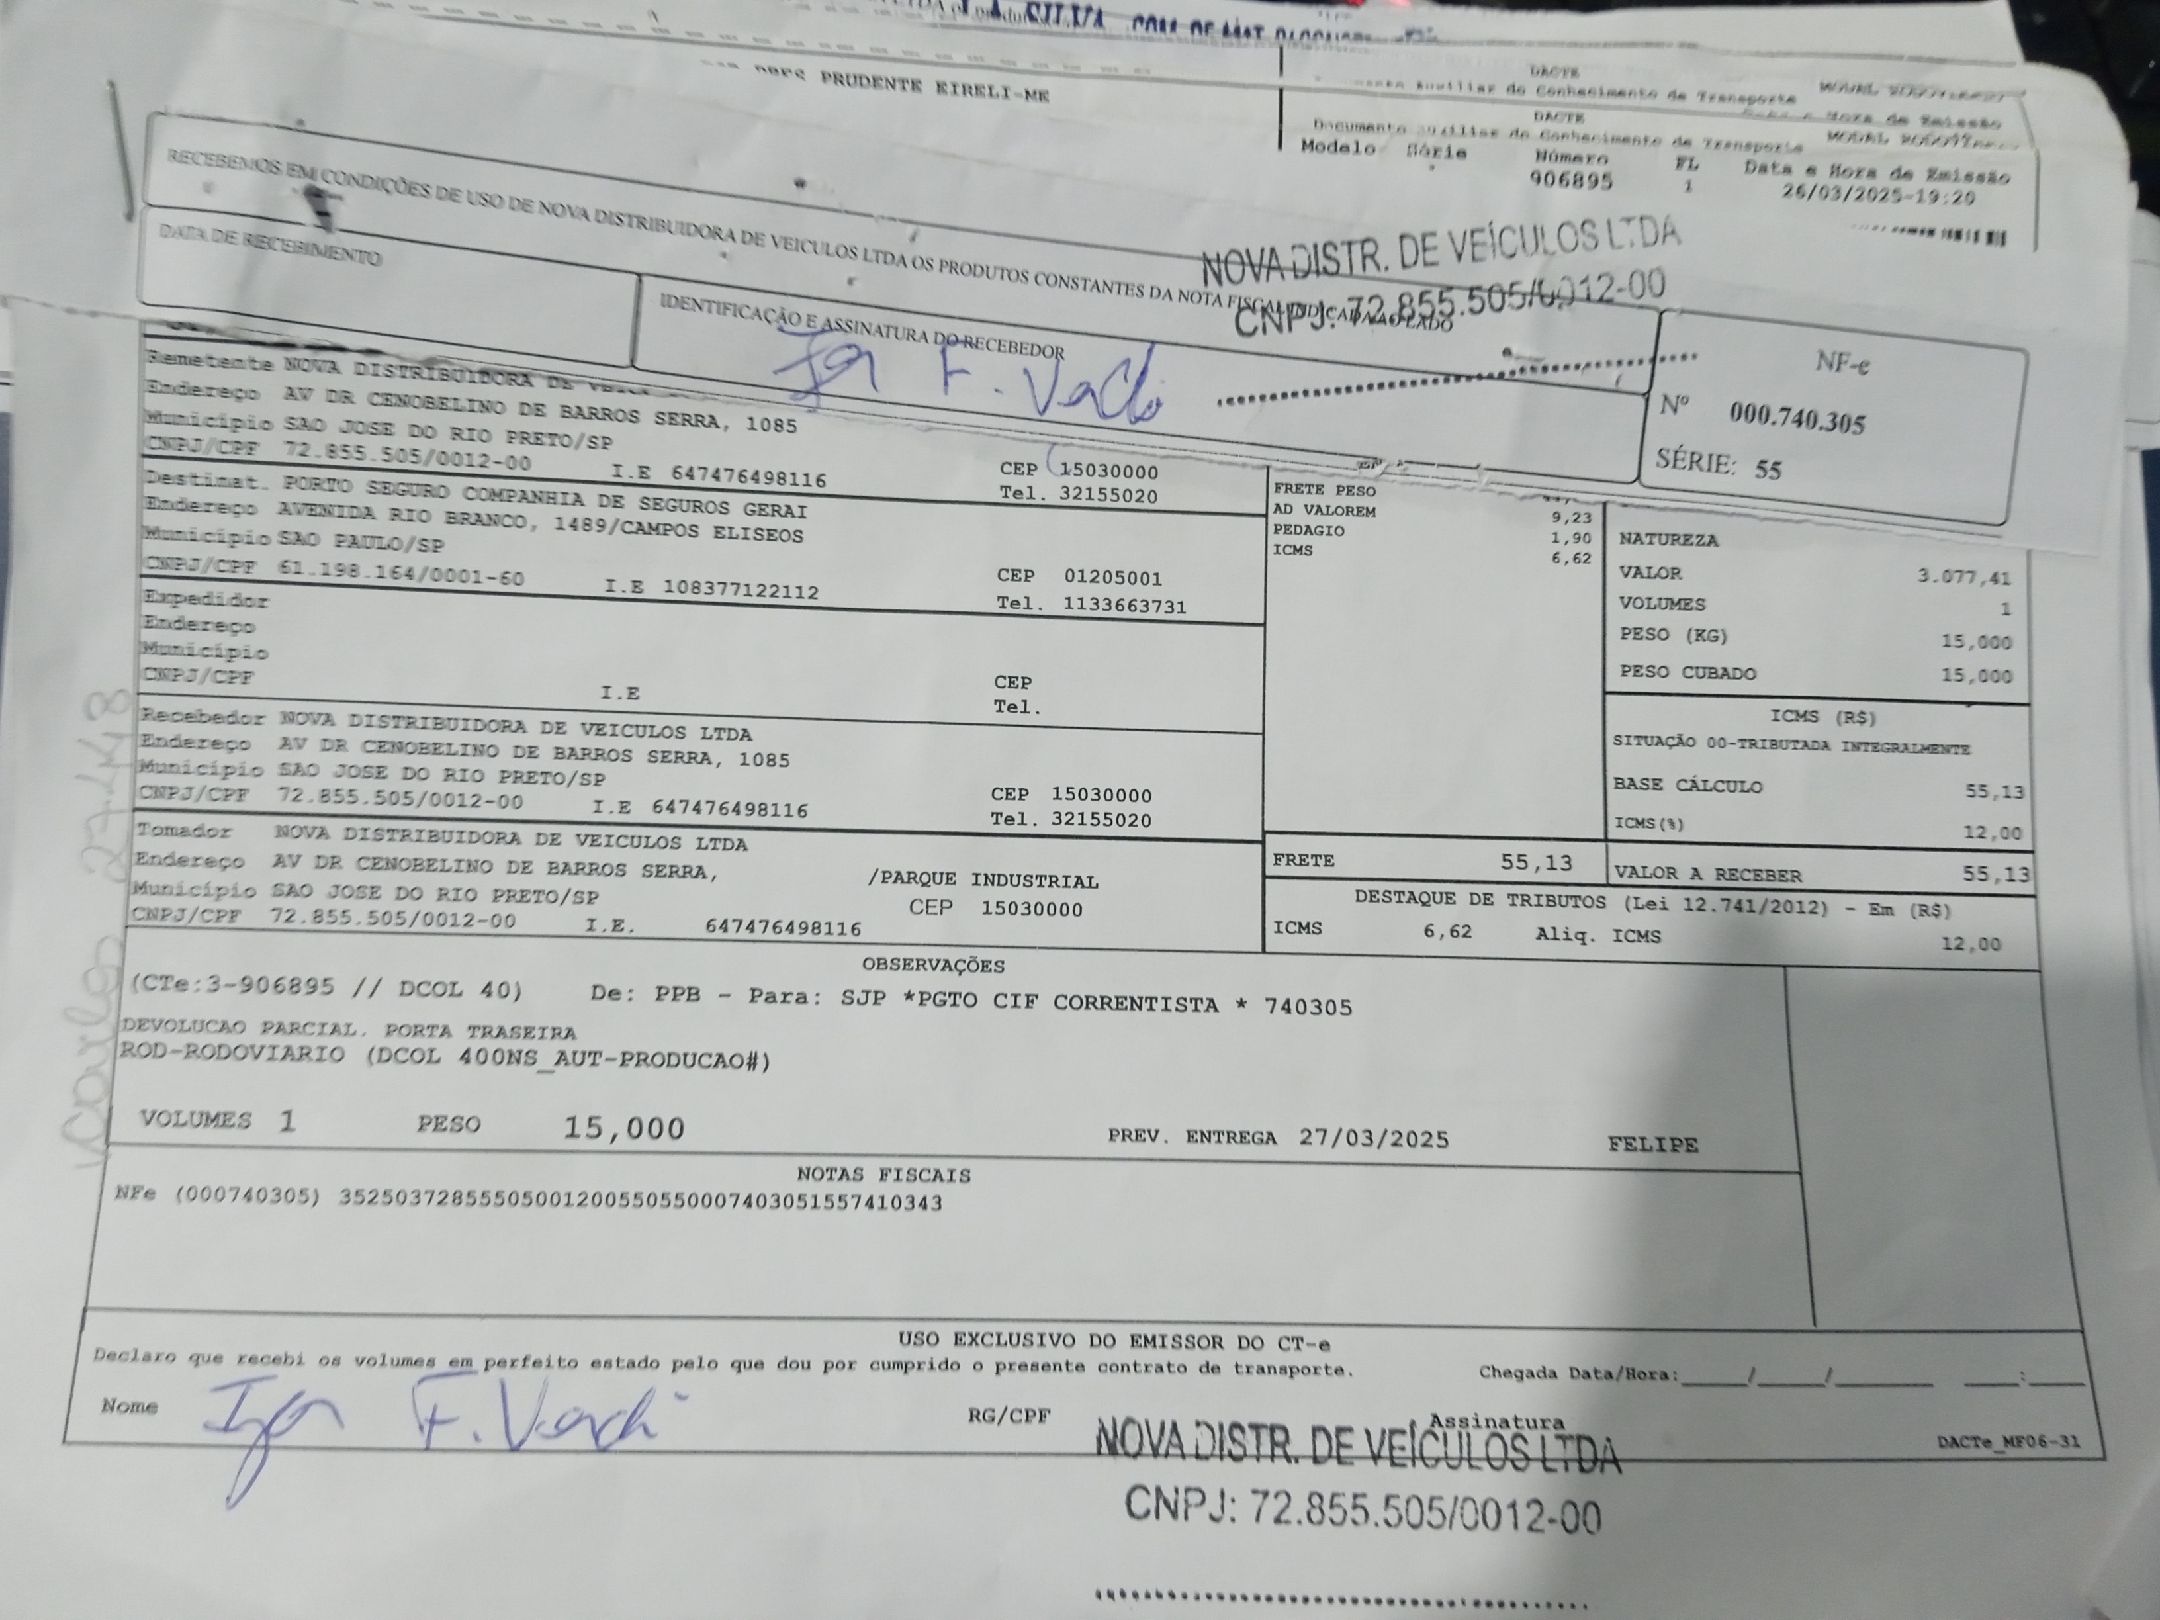 PRUDENTE EIRELI-ME
DACTE
Documento Auxiliar do Conhecimento de Transporte
DACTE
Documento Auxiliar do Conhecimento de Transporte
Modelo Série Número FL Data e Hora de Emissão
906895 1 26/03/2025-19:20
RECEBEMOS EM CONDIÇÕES DE USO DE NOVA DISTRIBUIDORA DE VEICULOS LTDA OS PRODUTOS CONSTANTES DA NOTA FISCAL INDICADA AO LADO
NOVA DISTR. DE VEÍCULOS LTDA
CNPJ: 72.855.505/0012-00
DATA DE RECEBIMENTO
IDENTIFICAÇÃO E ASSINATURA DO RECEBEDOR
NF-e
Nº 000.740.305
SÉRIE: 55
Remetente NOVA DISTRIBUIDORA DE
Endereço AV DR CENOBELINO DE BARROS SERRA, 1085
Município SAO JOSE DO RIO PRETO/SP
CNPJ/CPF 72.855.505/0012-00 I.E 647476498116
CEP 15030000
Tel. 32155020
Destinat. PORTO SEGURO COMPANHIA DE SEGUROS GERAI
Endereço AVENIDA RIO BRANCO, 1489/CAMPOS ELISEOS
Município SAO PAULO/SP
CNPJ/CPF 61.198.164/0001-60 I.E 108377122112
CEP 01205001
Tel. 1133663731
Expedidor
Endereço
Município
CNPJ/CPF I.E
CEP
Tel.
Recebedor NOVA DISTRIBUIDORA DE VEICULOS LTDA
Endereço AV DR CENOBELINO DE BARROS SERRA, 1085
Município SAO JOSE DO RIO PRETO/SP
CNPJ/CPF 72.855.505/0012-00 I.E 647476498116
CEP 15030000
Tel. 32155020
Tomador NOVA DISTRIBUIDORA DE VEICULOS LTDA
Endereço AV DR CENOBELINO DE BARROS SERRA, /PARQUE INDUSTRIAL
Município SAO JOSE DO RIO PRETO/SP CEP 15030000
CNPJ/CPF 72.855.505/0012-00 I.E. 647476498116
FRETE PESO
AD VALOREM 9,23
PEDAGIO 1,90
ICMS 6,62
NATUREZA
VALOR 3.077,41
VOLUMES 1
PESO (KG) 15,000
PESO CUBADO 15,000
ICMS (R$)
SITUAÇÃO 00-TRIBUTADA INTEGRALMENTE
BASE CÁLCULO 55,13
ICMS(%) 12,00
FRETE 55,13 VALOR A RECEBER 55,13
DESTAQUE DE TRIBUTOS (Lei 12.741/2012) - Em (R$)
ICMS 6,62 Aliq. ICMS 12,00
OBSERVAÇÕES
(CTe:3-906895 // DCOL 40) De: PPB - Para: SJP *PGTO CIF CORRENTISTA * 740305
DEVOLUCAO PARCIAL. PORTA TRASEIRA
ROD-RODOVIARIO (DCOL 400NS_AUT-PRODUCAO#)
VOLUMES 1 PESO 15,000 PREV. ENTREGA 27/03/2025 FELIPE
NOTAS FISCAIS
NFe (000740305) 35250372855505001200550550007403051557410343
USO EXCLUSIVO DO EMISSOR DO CT-e
Declaro que recebi os volumes em perfeito estado pelo que dou por cumprido o presente contrato de transporte. Chegada Data/Hora:____/____/______ ___:___
Nome RG/CPF Assinatura
NOVA DISTR. DE VEÍCULOS LTDA
CNPJ: 72.855.505/0012-00
DACTe_MF06-31